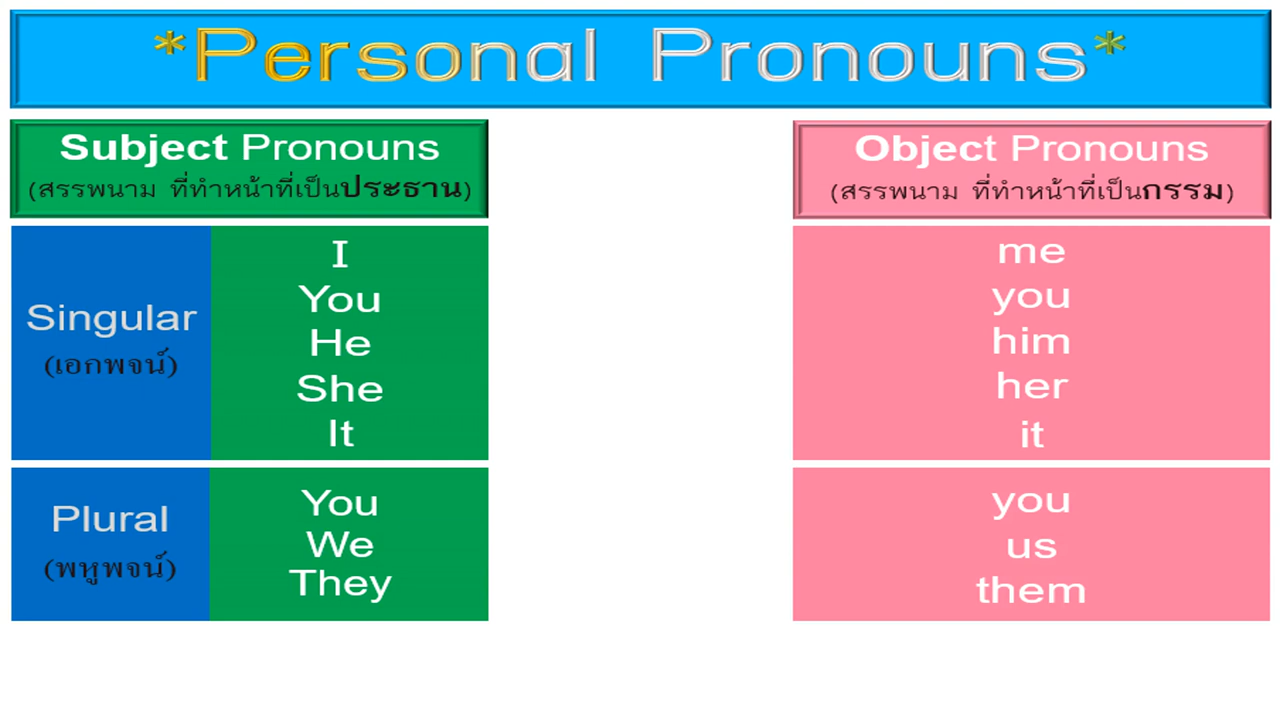 *Personal Pronouns*
Subject Pronouns
(สรรพนาม ที่ทำหน้าที่เป็นประธาน)
Object Pronouns
(สรรพนาม ที่ทำหน้าที่เป็นกรรม)
Singular
(เอกพจน์)
I
You
He
She
It
me
you
him
her
it
Plural
(พหูพจน์)
You
We
They
you
us
them